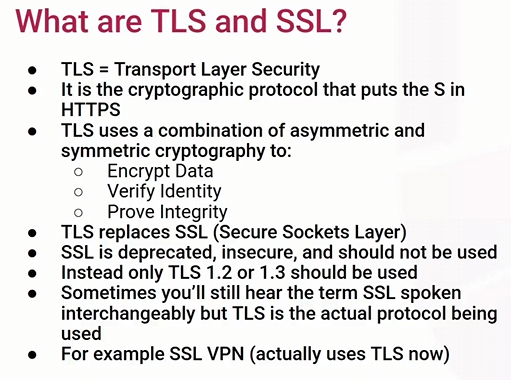 What are TLS and SSL?
● TLS = Transport Layer Security
● It is the cryptographic protocol that puts the S in
HTTPS
● TLS uses a combination of asymmetric and
symmetric cryptography to:
○ Encrypt Data
○ Verify Identity
○ Prove Integrity
● TLS replaces SSL (Secure Sockets Layer)
● SSL is deprecated, insecure, and should not be used
● Instead only TLS 1.2 or 1.3 should be used
● Sometimes you’ll still hear the term SSL spoken
interchangeably but TLS is the actual protocol being
used
● For example SSL VPN (actually uses TLS now)